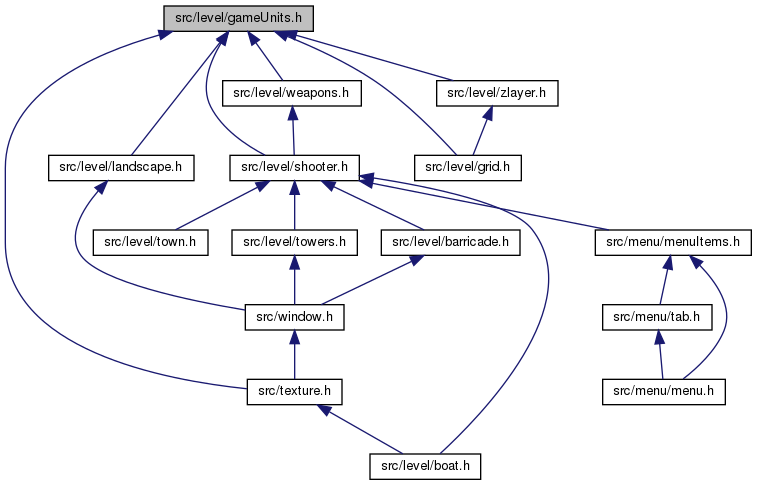 src/level/gameUnits.h
src/level/weapons.h
src/level/zlayer.h
src/level/landscape.h
src/level/shooter.h
src/level/grid.h
src/level/town.h
src/level/towers.h
src/level/barricade.h
src/menu/menuItems.h
src/window.h
src/menu/tab.h
src/texture.h
src/menu/menu.h
src/level/boat.h